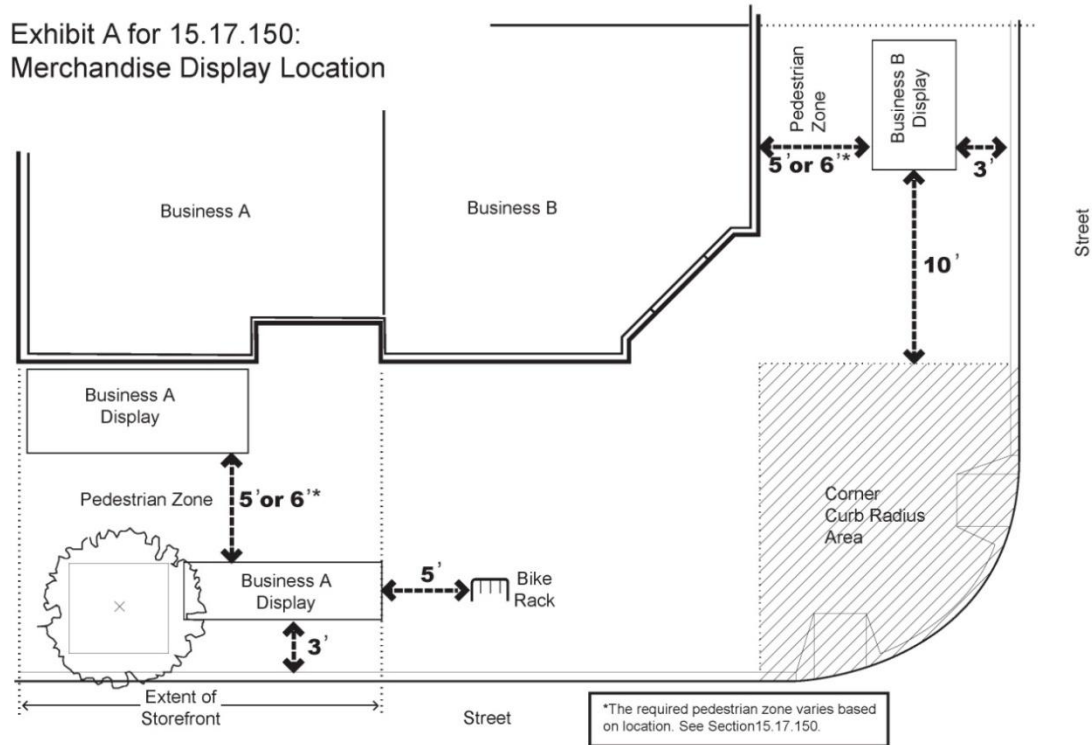 Exhibit A for 15.17.150:
Merchandise Display Location
Pedestrian
Zone
Business B
Display
5' or 6'*
3'
Business A
Business B
Street
10'
Business A
Display
Pedestrian Zone
5' or 6'*
Corner
Curb Radius
Area
Business A
Display
5'
Bike
Rack
3'
Extent of
Storefront
Street
*The required pedestrian zone varies based
on location. See Section15.17.150.